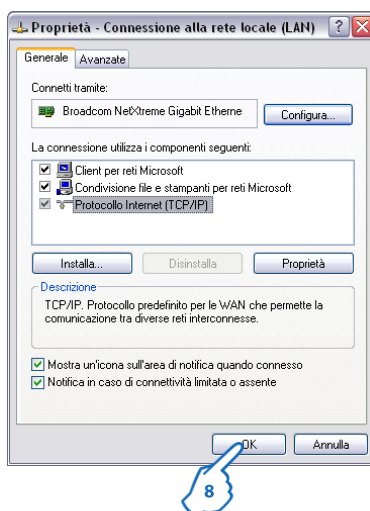 Proprietà - Connessione alla rete locale (LAN)
Generale Avanzate
Connetti tramite:
Broadcom NetXtreme Gigabit Etherne Configura...
La connessione utilizza i componenti seguenti:
Client per reti Microsoft
Condivisione file e stampanti per reti Microsoft
Protocollo Internet (TCP/IP)
Installa... Disinstalla Proprietà
Descrizione
TCP/IP. Protocollo predefinito per le WAN che permette la
comunicazione tra diverse reti interconnesse.
Mostra un'icona sull'area di notifica quando connesso
Notifica in caso di connettività limitata o assente
OK Annulla
8